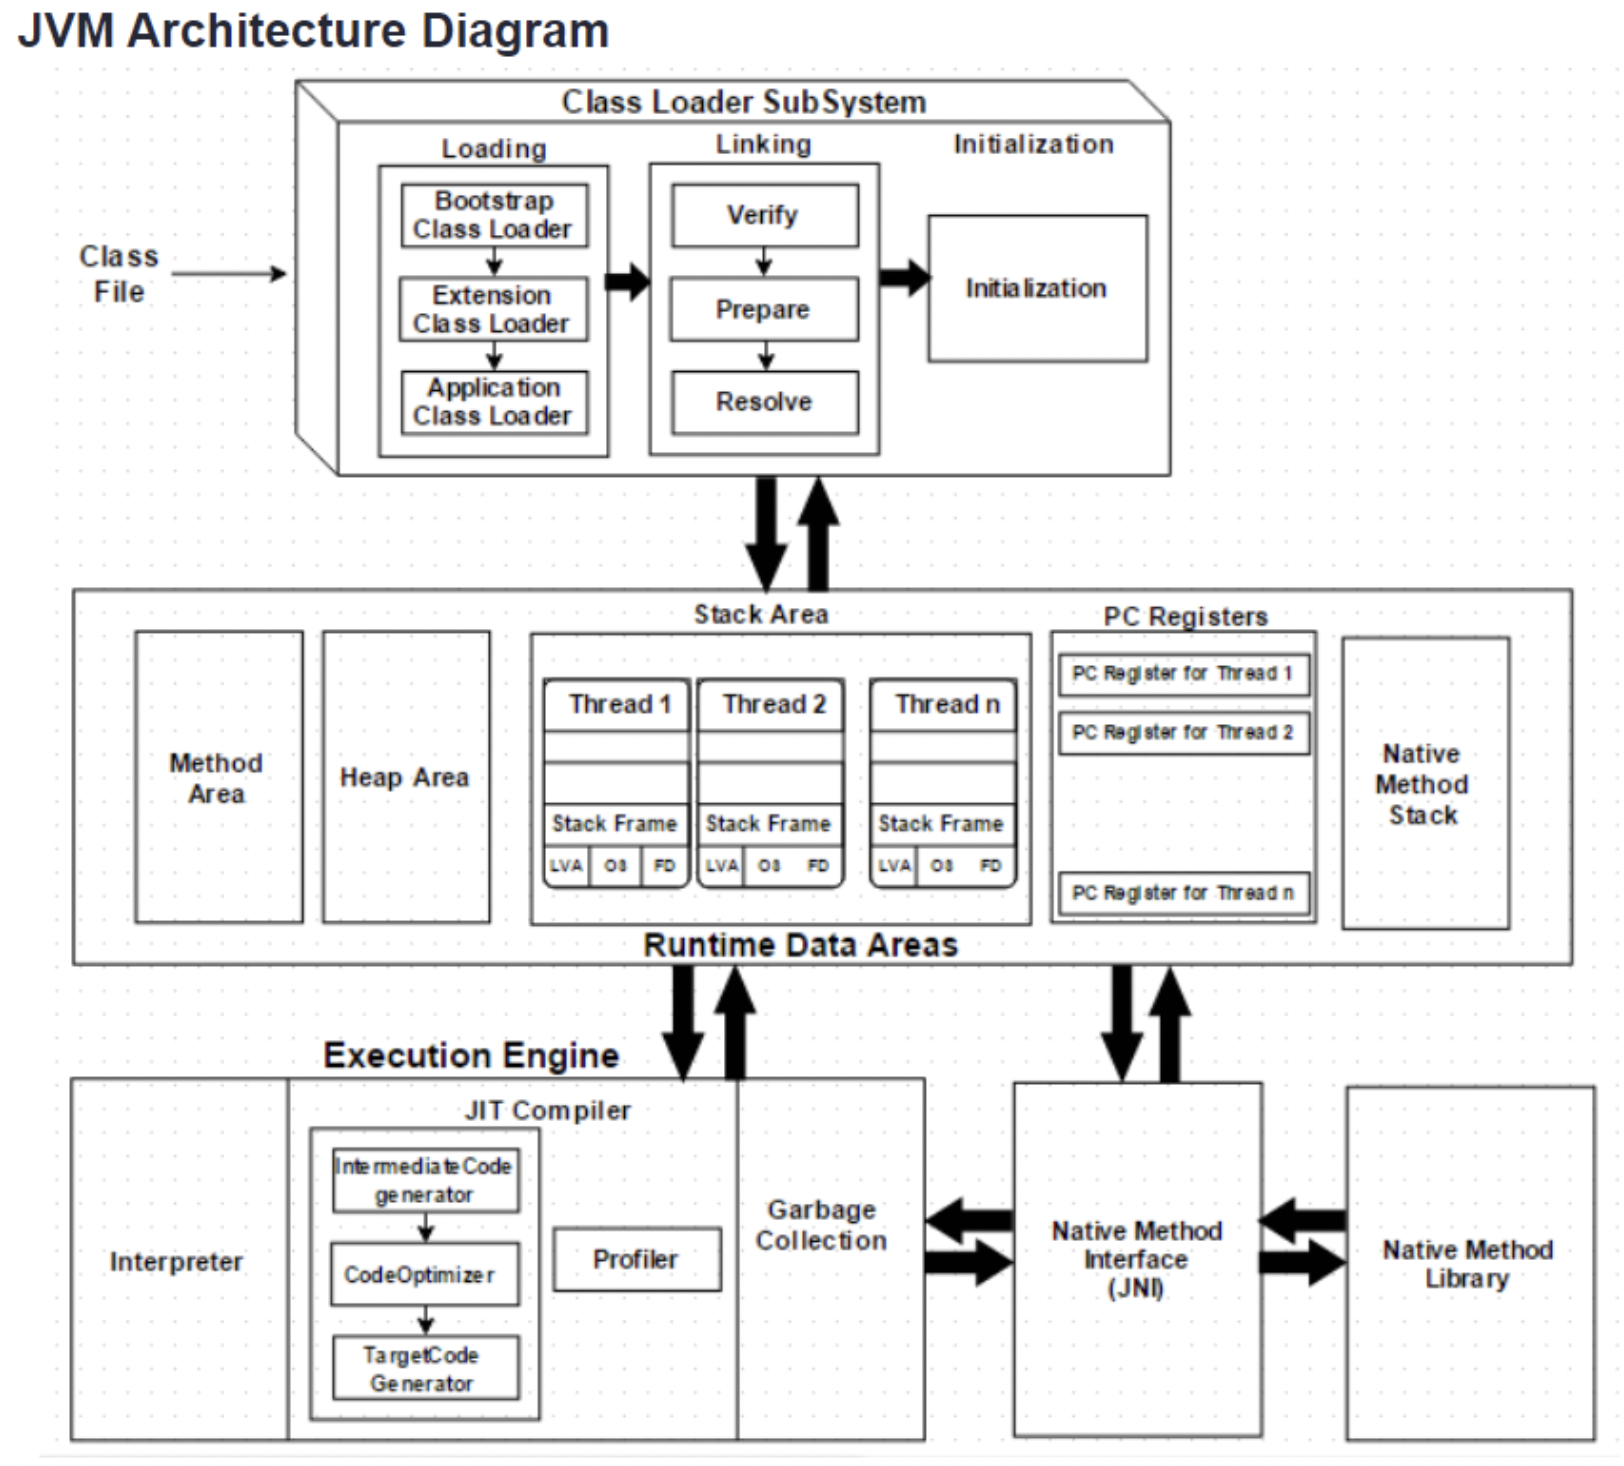 JVM Architecture Diagram
Class Loader SubSystem
Loading
Linking
Initialization
Bootstrap
Class Loader
Extension
Class Loader
Application
Class Loader
Verify
Prepare
Resolve
Initialization
Class
File
Stack Area
PC Registers
Method
Area
Heap Area
Thread 1
Stack Frame
LVA OS FD
Thread 2
Stack Frame
LVA OS FD
Thread n
Stack Frame
LVA OS FD
PC Register for Thread 1
PC Register for Thread 2
PC Register for Thread n
Native
Method
Stack
Runtime Data Areas
Execution Engine
Interpreter
JIT Compiler
IntermediateCode
generator
CodeOptimizer
TargetCode
Generator
Profiler
Garbage
Collection
Native Method
Interface
(JNI)
Native Method
Library